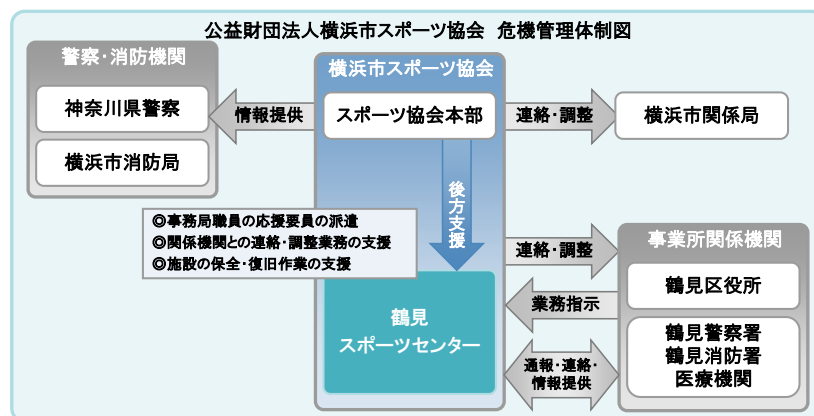 公益財団法人横浜市スポーツ協会 危機管理体制図
警察・消防機関
神奈川県警察
横浜市消防局
情報提供
横浜市スポーツ協会
スポーツ協会本部
連絡・調整
横浜市関係局
後方支援
◎事務局職員の応援要員の派遣
◎関係機関との連絡・調整業務の支援
◎施設の保全・復旧作業の支援
鶴見
スポーツセンター
連絡・調整
業務指示
通報・連絡・
情報提供
事業所関係機関
鶴見区役所
鶴見警察署
鶴見消防署
医療機関